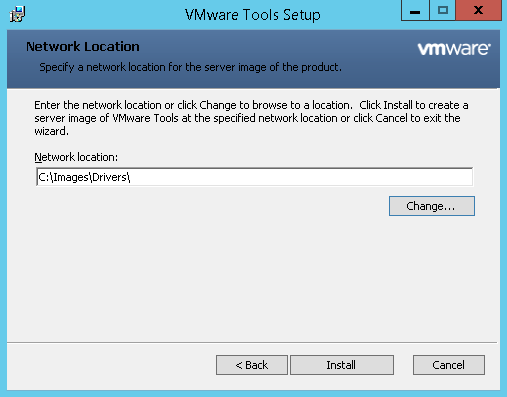 VMware Tools Setup
Network Location
vmware®
Specify a network location for the server image of the product.
Enter the network location or click Change to browse to a location.  Click Install to create a
server image of VMware Tools at the specified network location or click Cancel to exit the
wizard.
Network location:
C:\Images\Drivers\
Change...
< Back
Install
Cancel